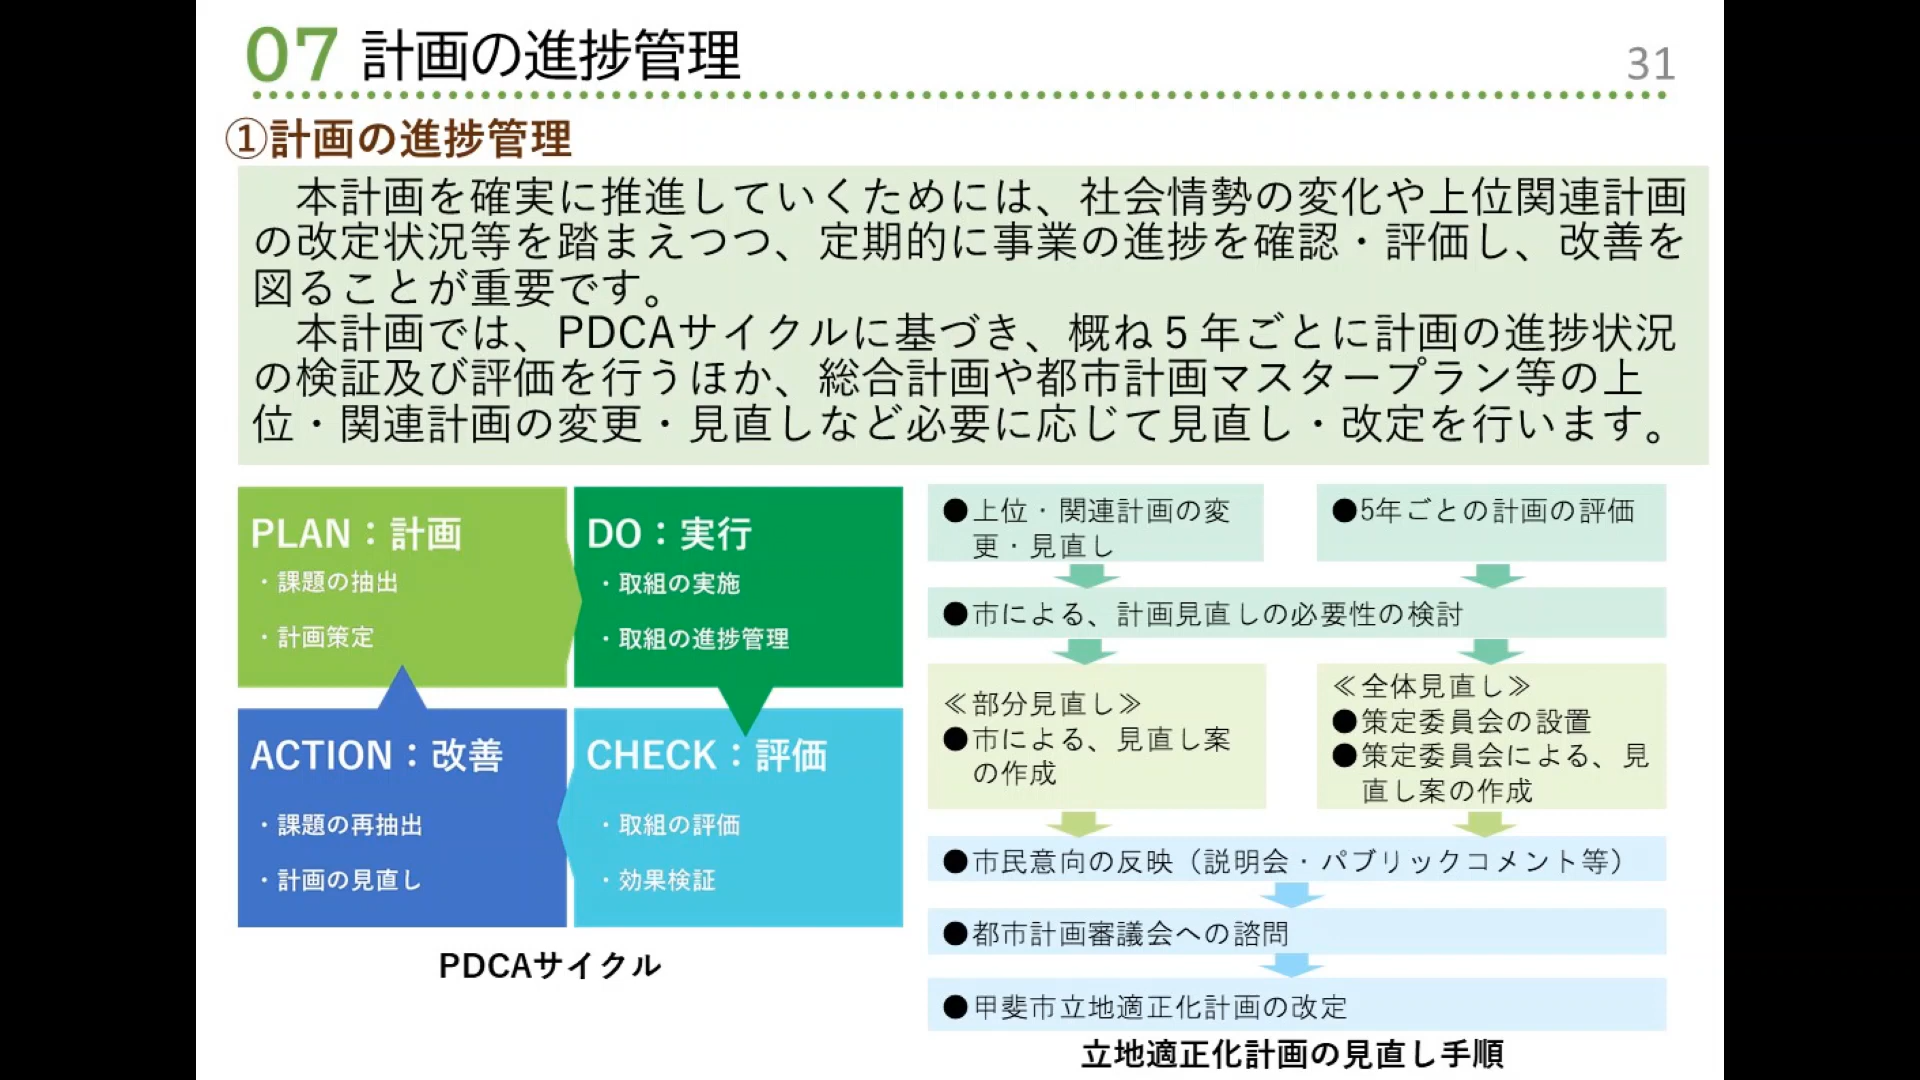 07 計画の進捗管理
31
①計画の進捗管理
本計画を確実に推進していくためには、社会情勢の変化や上位関連計画
の改定状況等を踏まえつつ、定期的に事業の進捗を確認・評価し、改善を
図ることが重要です。
本計画では、PDCAサイクルに基づき、概ね５年ごとに計画の進捗状況
の検証及び評価を行うほか、総合計画や都市計画マスタープラン等の上
位・関連計画の変更・見直しなど必要に応じて見直し・改定を行います。
PLAN：計画
・課題の抽出
・計画策定
DO：実行
・取組の実施
・取組の進捗管理
ACTION：改善
・課題の再抽出
・計画の見直し
CHECK：評価
・取組の評価
・効果検証
PDCAサイクル
●上位・関連計画の変
更・見直し
●5年ごとの計画の評価
●市による、計画見直しの必要性の検討
≪部分見直し≫
●市による、見直し案
の作成
≪全体見直し≫
●策定委員会の設置
●策定委員会による、見
直し案の作成
●市民意向の反映（説明会・パブリックコメント等）
●都市計画審議会への諮問
●甲斐市立地適正化計画の改定
立地適正化計画の見直し手順